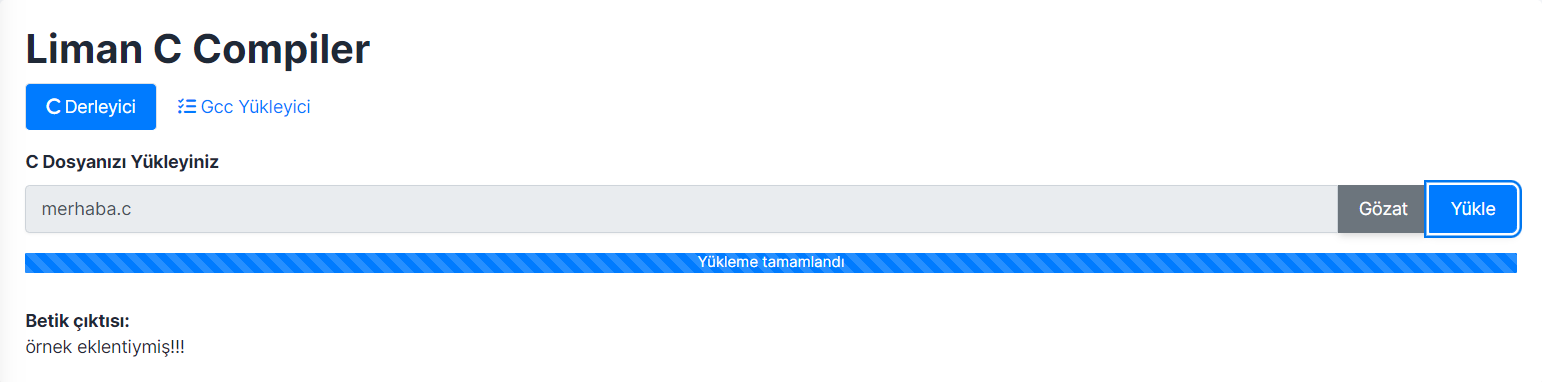 Liman C Compiler
C Derleyici Gcc Yükleyici
C Dosyanızı Yükleyiniz
merhaba.c Gözat Yükle
Yükleme tamamlandı
Betik çıktısı:
örnek eklentiymiş!!!